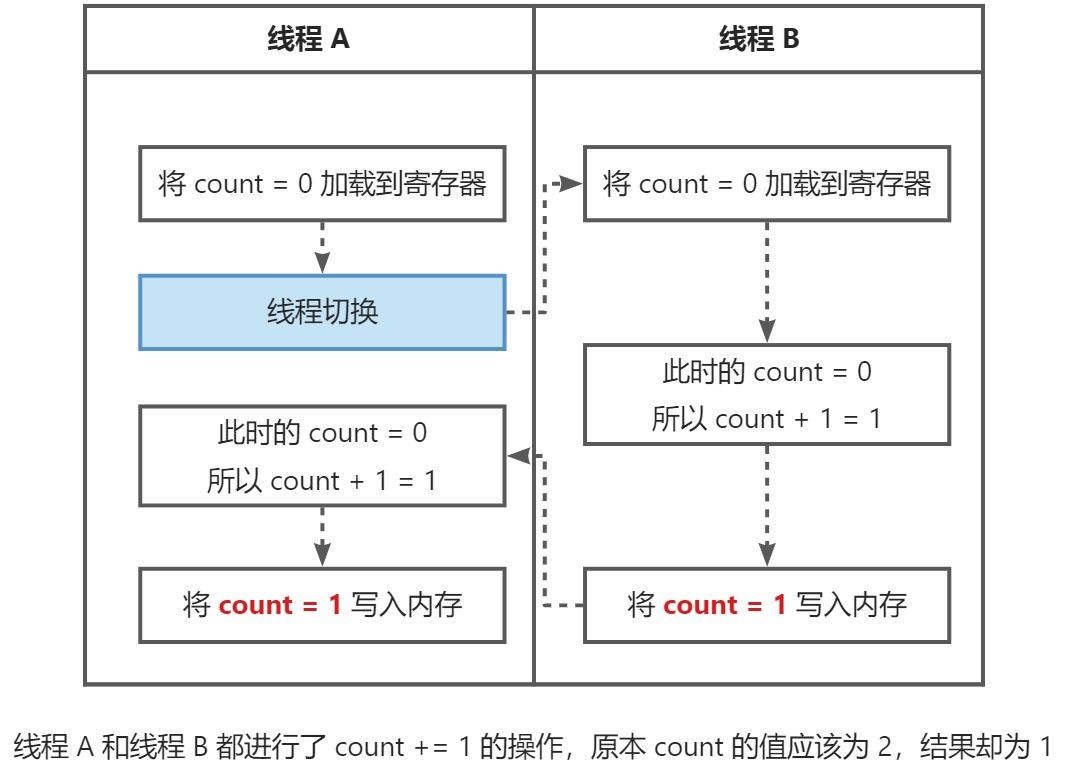 线程 A
线程 B
将 count = 0 加载到寄存器
线程切换
将 count = 0 加载到寄存器
此时的 count = 0
所以 count + 1 = 1
将 count = 1 写入内存
此时的 count = 0
所以 count + 1 = 1
将 count = 1 写入内存
线程 A 和线程 B 都进行了 count += 1 的操作，原本 count 的值应该为 2，结果却为 1